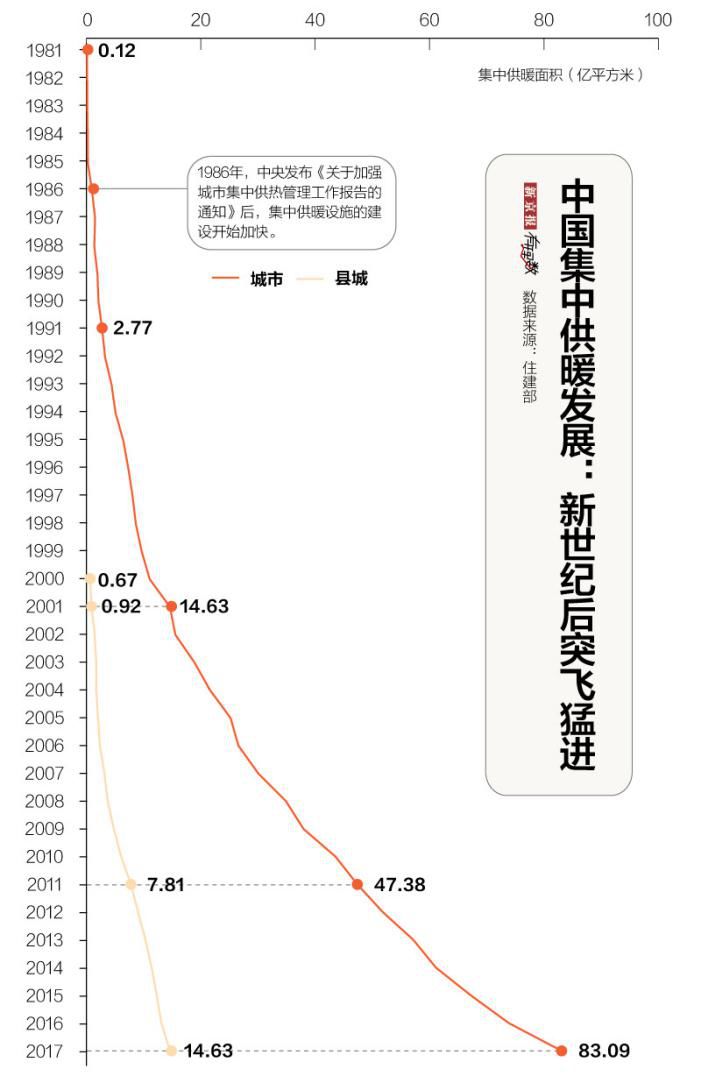 0 20 40 60 80 100
集中供暖面积（亿平方米）
1981 0.12
1982
1983
1984
1985
1986
1986年，中央发布《关于加强
城市集中供热管理工作报告的
通知》后，集中供暖设施的建
设开始加快。
1987
1988
1989
城市 县城
1990
1991 2.77
1992
1993
1994
1995
1996
1997
1998
1999
2000 0.67
2001 0.92 14.63
2002
2003
2004
2005
2006
2007
2008
2009
2010
2011 7.81 47.38
2012
2013
2014
2015
2016
2017 14.63 83.09
中国集中供暖发展：新世纪后突飞猛进
新京报 有理数 数据来源：住建部